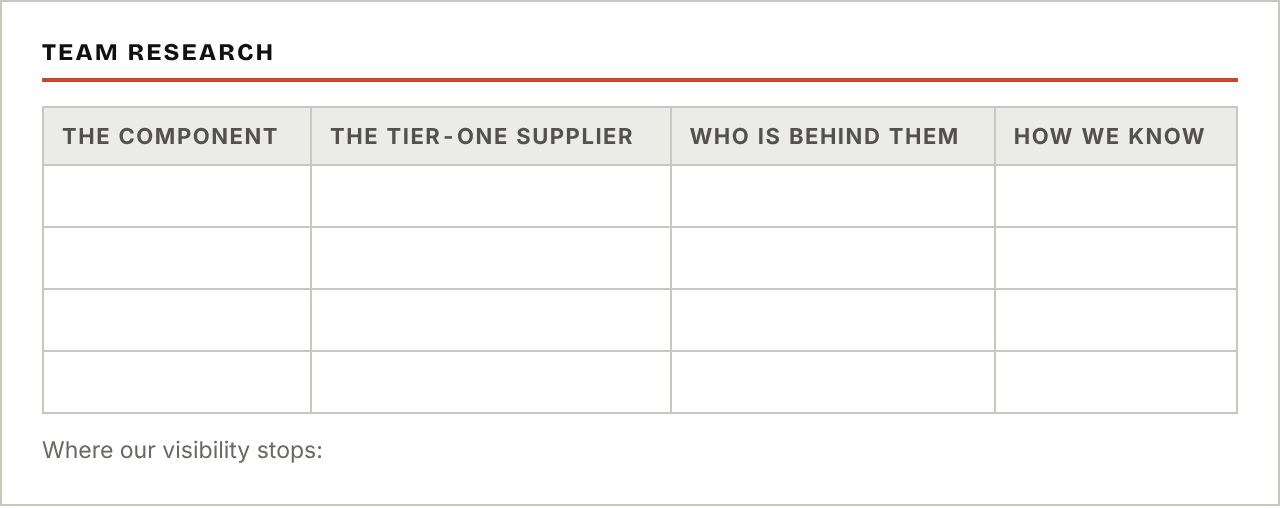 TEAM RESEARCH
THE COMPONENT THE TIER-ONE SUPPLIER WHO IS BEHIND THEM HOW WE KNOW
Where our visibility stops: